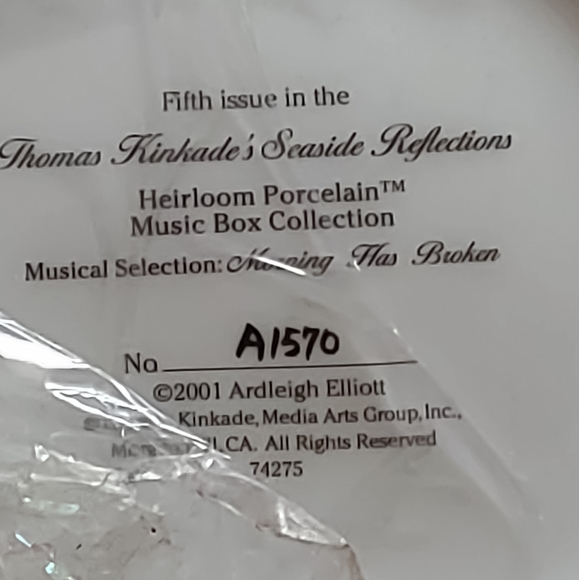 Fifth issue in the
Thomas Kinkade's Seaside Reflections
Heirloom Porcelain™
Music Box Collection
Musical Selection: Morning Has Broken
No A1570
©2001 Ardleigh Elliott
Kinkade, Media Arts Group, Inc.,
CA. All Rights Reserved
74275